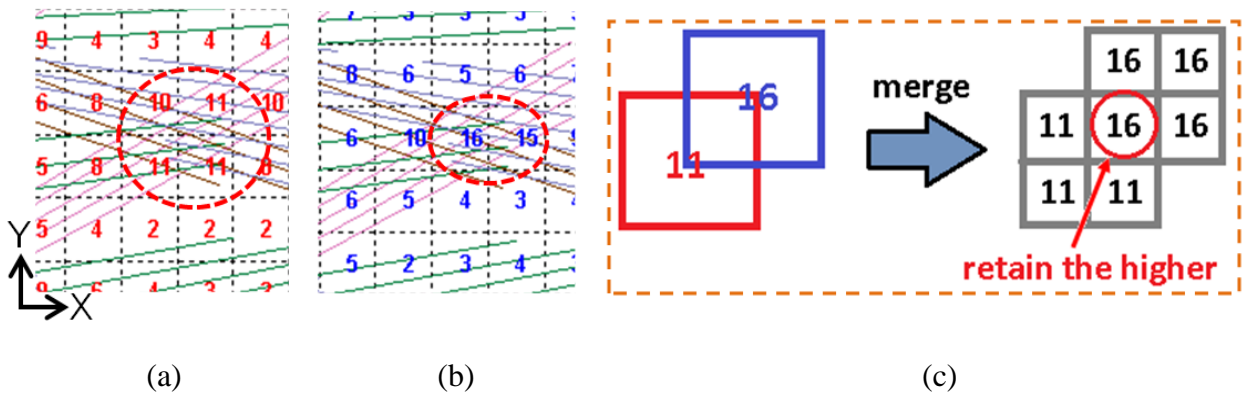 9 4 3 4 4
6 8 10 11 10
5 8 11 11 8
5 4 2 2 2
Y
X
8 6 5 6
6 10 16 15
6 5 4 3
5 2 3 4
11
16
merge
16 16
11 16 16
11 11
retain the higher
(a) (b) (c)